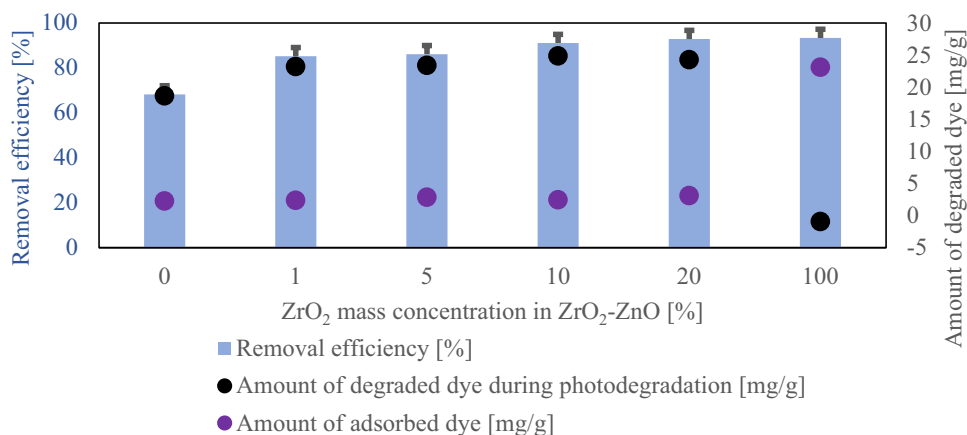 100
80
60
40
20
0
Removal efficiency [%]
30
25
20
15
10
5
0
-5
Amount of degraded dye [mg/g]
0 1 5 10 20 100
ZrO₂ mass concentration in ZrO₂-ZnO [%]
Removal efficiency [%]
Amount of degraded dye during photodegradation [mg/g]
Amount of adsorbed dye [mg/g]